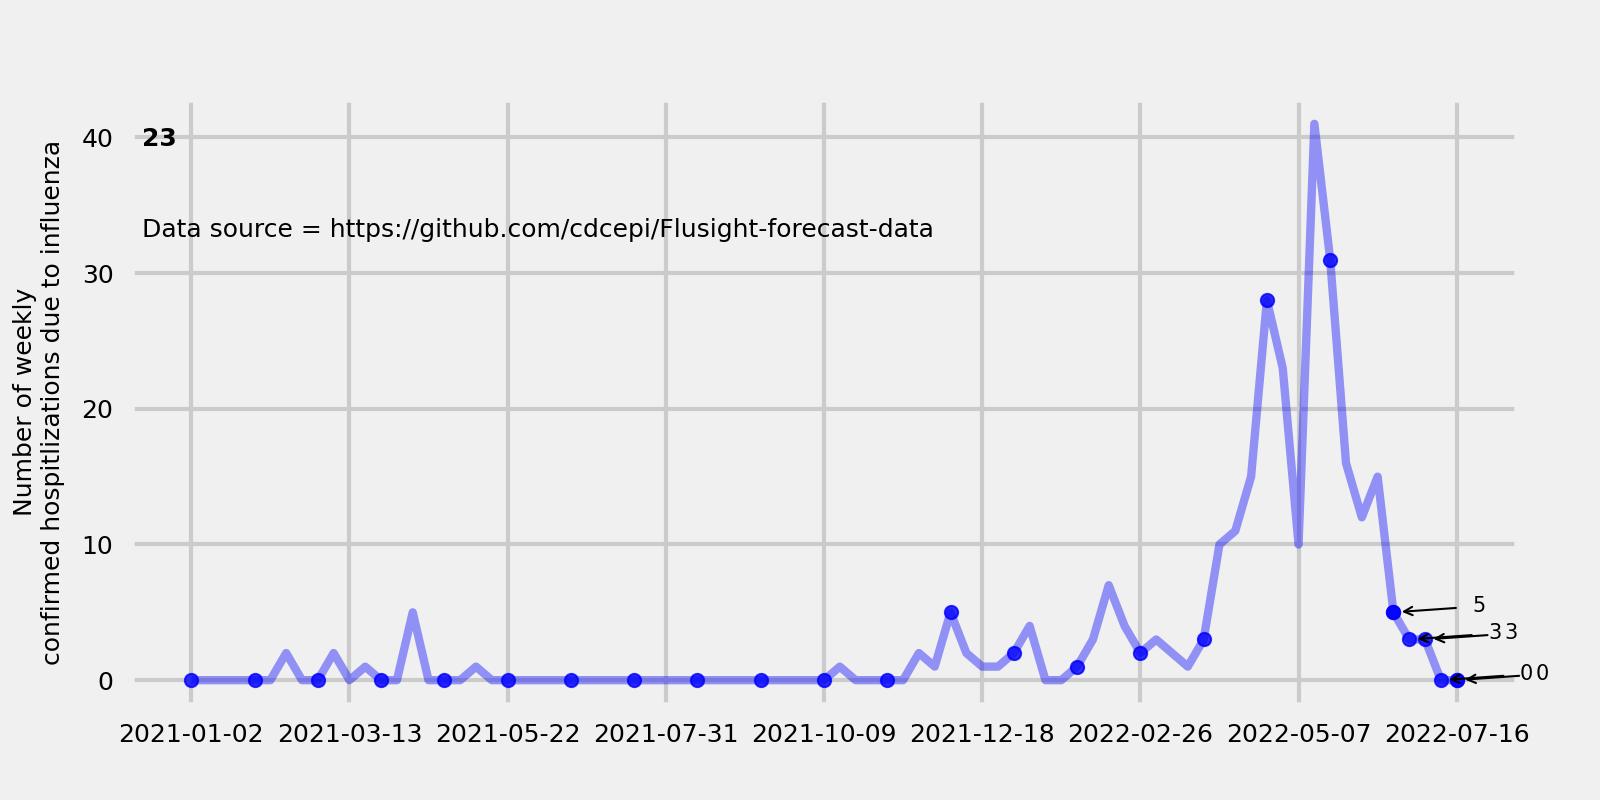 40
23
Data source = https://github.com/cdcepi/Flusight-forecast-data
30
20
10
0
Number of weekly
confirmed hospitlizations due to influenza
5
33
00
2021-01-02 2021-03-13 2021-05-22 2021-07-31 2021-10-09 2021-12-18 2022-02-26 2022-05-07 2022-07-16